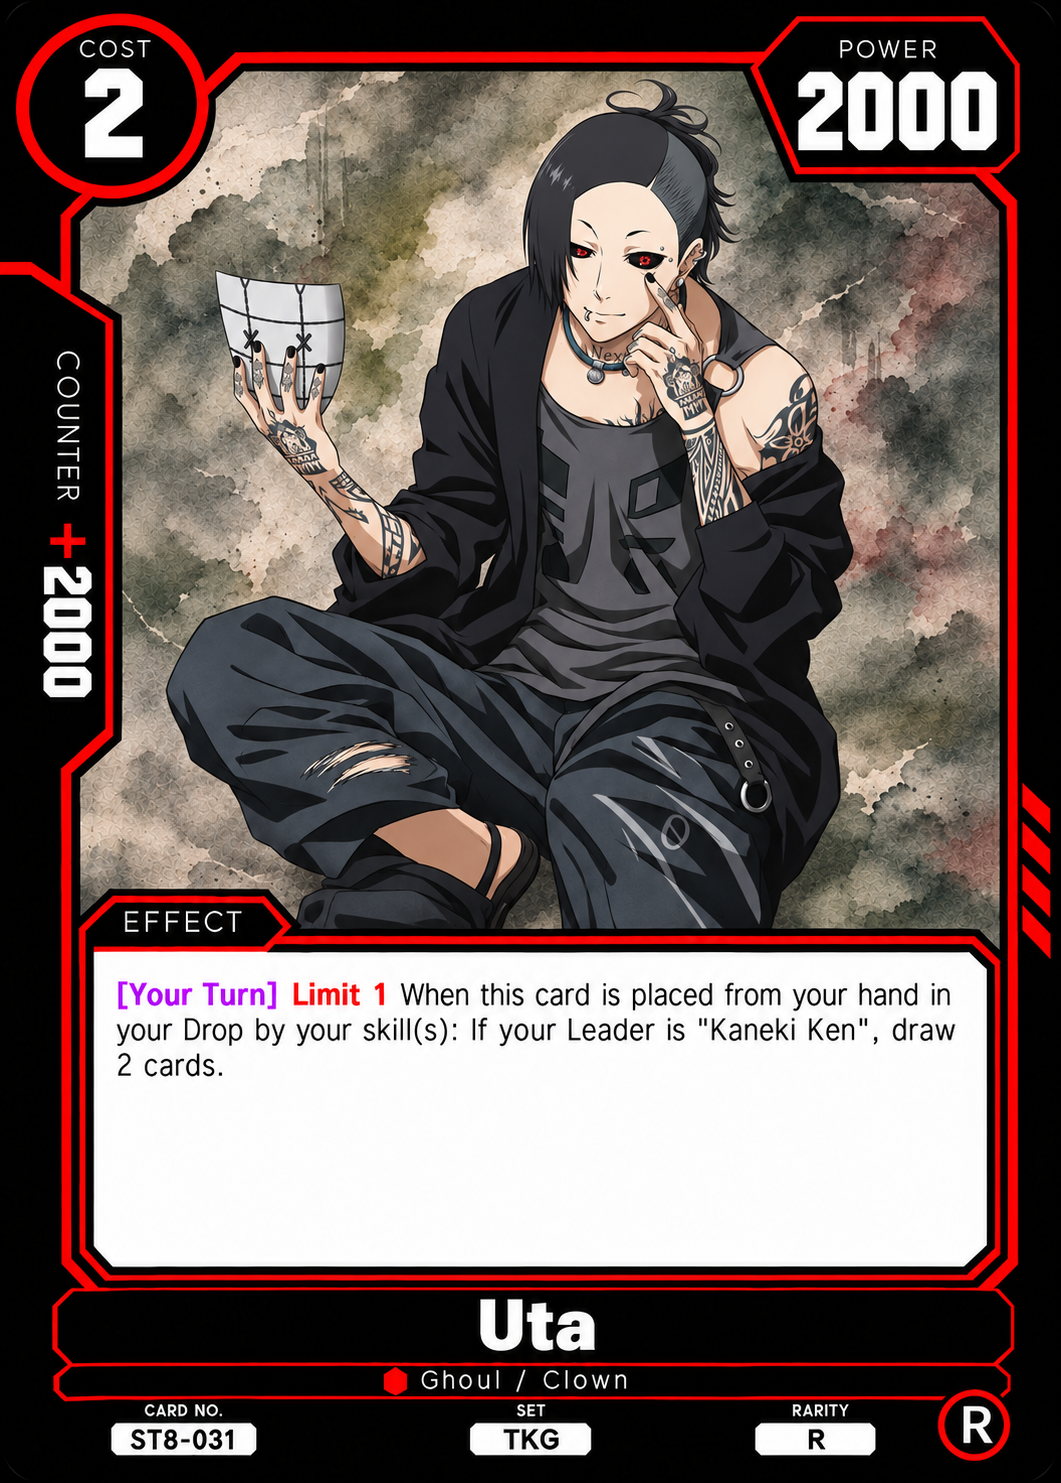 COST
2
POWER
2000
COUNTER +2000
Nex
EFFECT
[Your Turn] Limit 1 When this card is placed from your hand in
your Drop by your skill(s): If your Leader is "Kaneki Ken", draw
2 cards.
Uta
Ghoul / Clown
CARD NO.
ST8-031
SET
TKG
RARITY
R
R